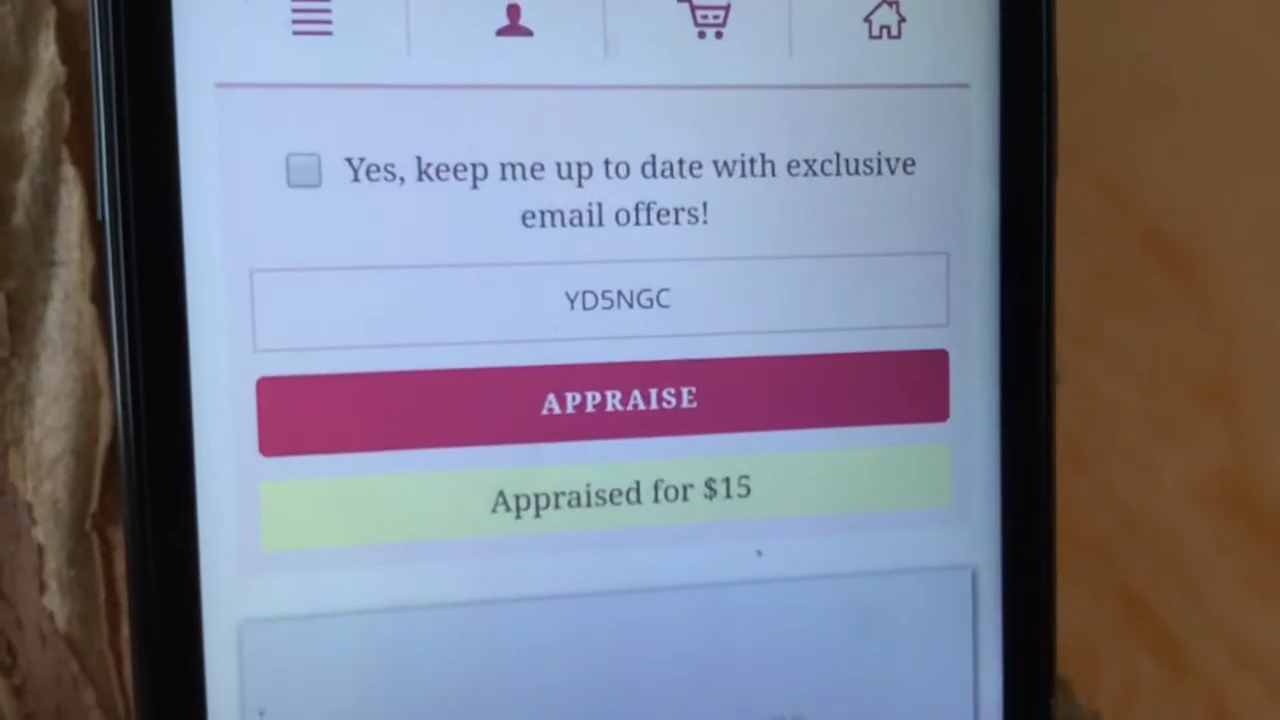 Yes, keep me up to date with exclusive
email offers!
YD5NGC
APPRAISE
Appraised for $15